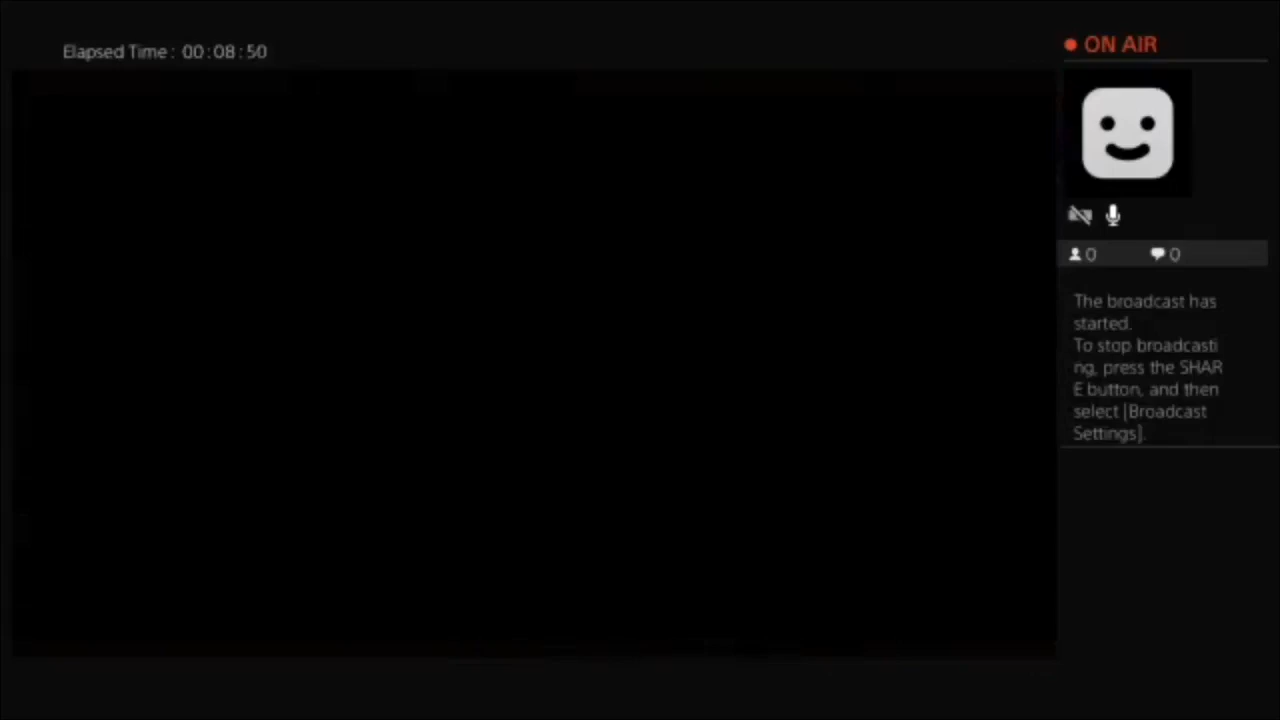 Elapsed Time: 00:08:50
ON AIR
0 0
The broadcast has
started.
To stop broadcasti
ng, press the SHAR
E button, and then
select [Broadcast
Settings].